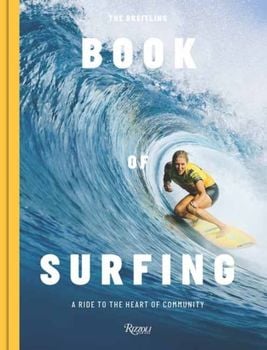 THE BREITLING
BOOK
OF
SURFING
A RIDE TO THE HEART OF COMMUNITY
RIZZOLI